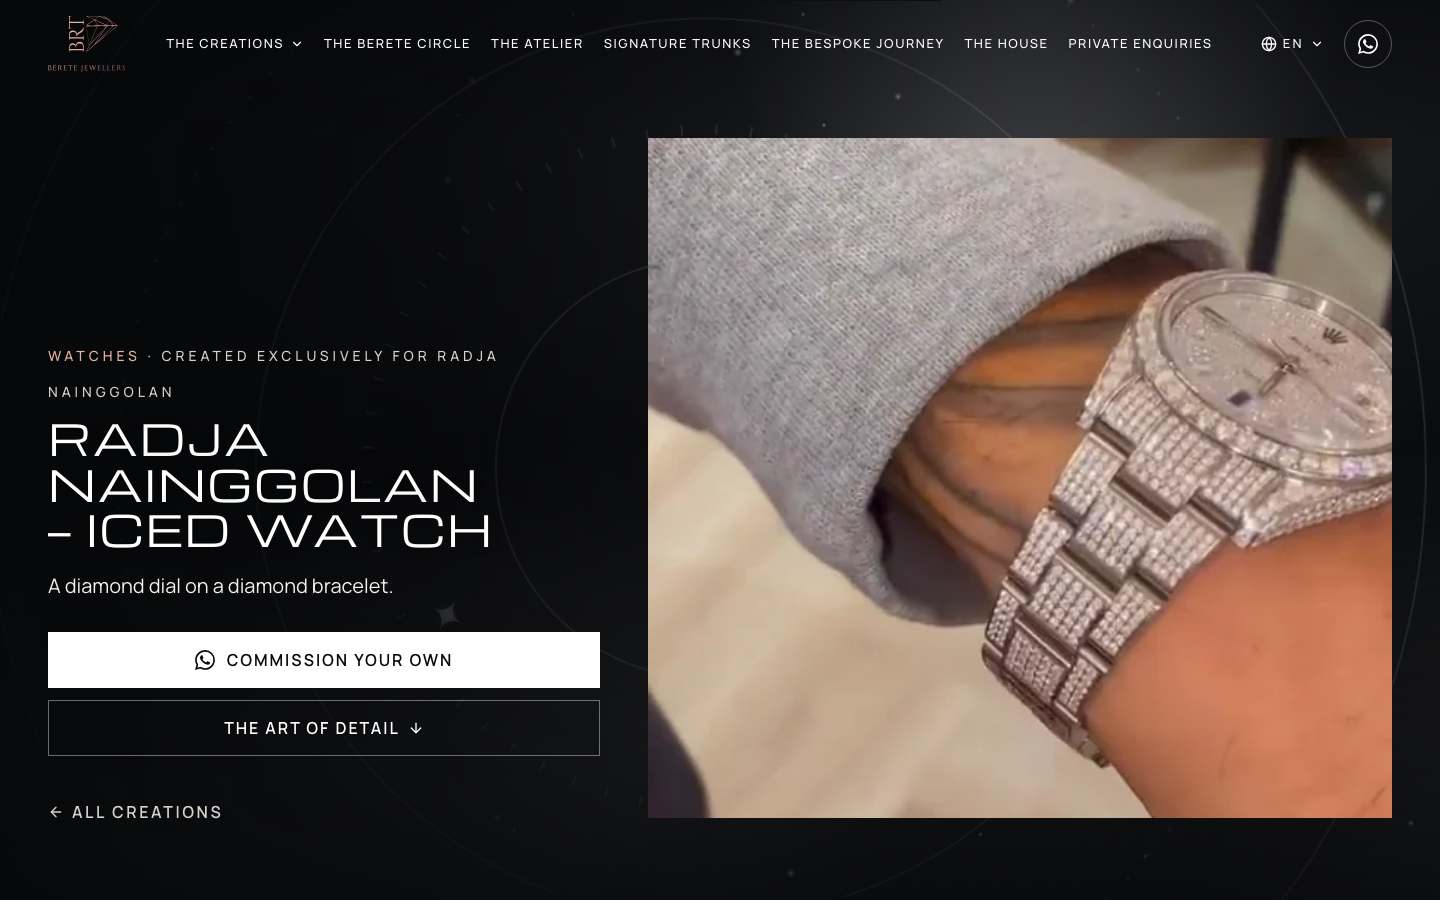 BRT
BERETE JEWELLERS
THE CREATIONS
THE BERETE CIRCLE
THE ATELIER
SIGNATURE TRUNKS
THE BESPOKE JOURNEY
THE HOUSE
PRIVATE ENQUIRIES
EN
WATCHES · CREATED EXCLUSIVELY FOR RADJA
NAINGGOLAN
RADJA
NAINGGOLAN
– ICED WATCH
A diamond dial on a diamond bracelet.
COMMISSION YOUR OWN
THE ART OF DETAIL ↓
← ALL CREATIONS